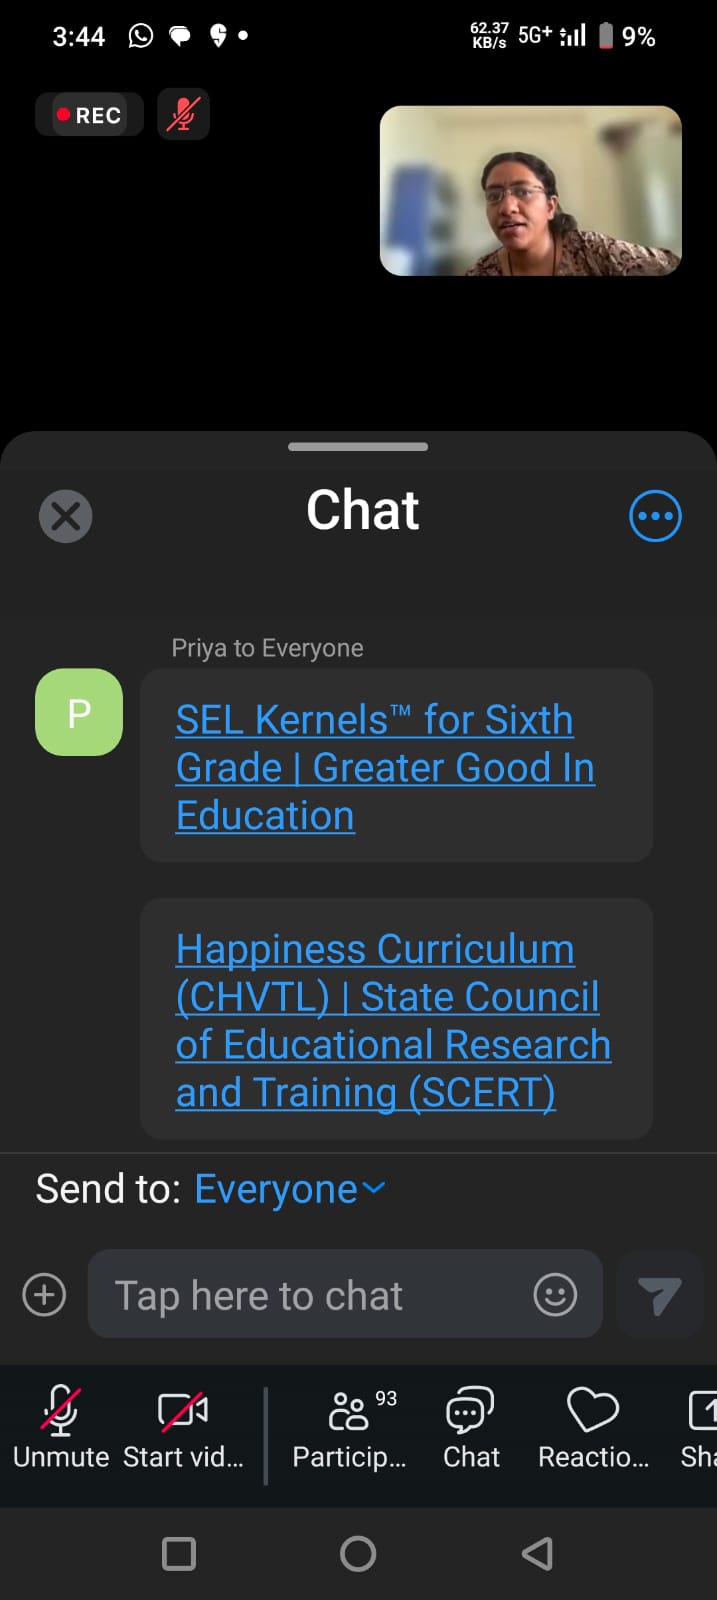 3:44
62.37
KB/s
5G+
9%
REC
Chat
Priya to Everyone
P
SEL Kernels™ for Sixth
Grade | Greater Good In
Education
Happiness Curriculum
(CHVTL) | State Council
of Educational Research
and Training (SCERT)
Send to: Everyone
Tap here to chat
93
Unmute
Start vid...
Particip...
Chat
Reactio...
Sha